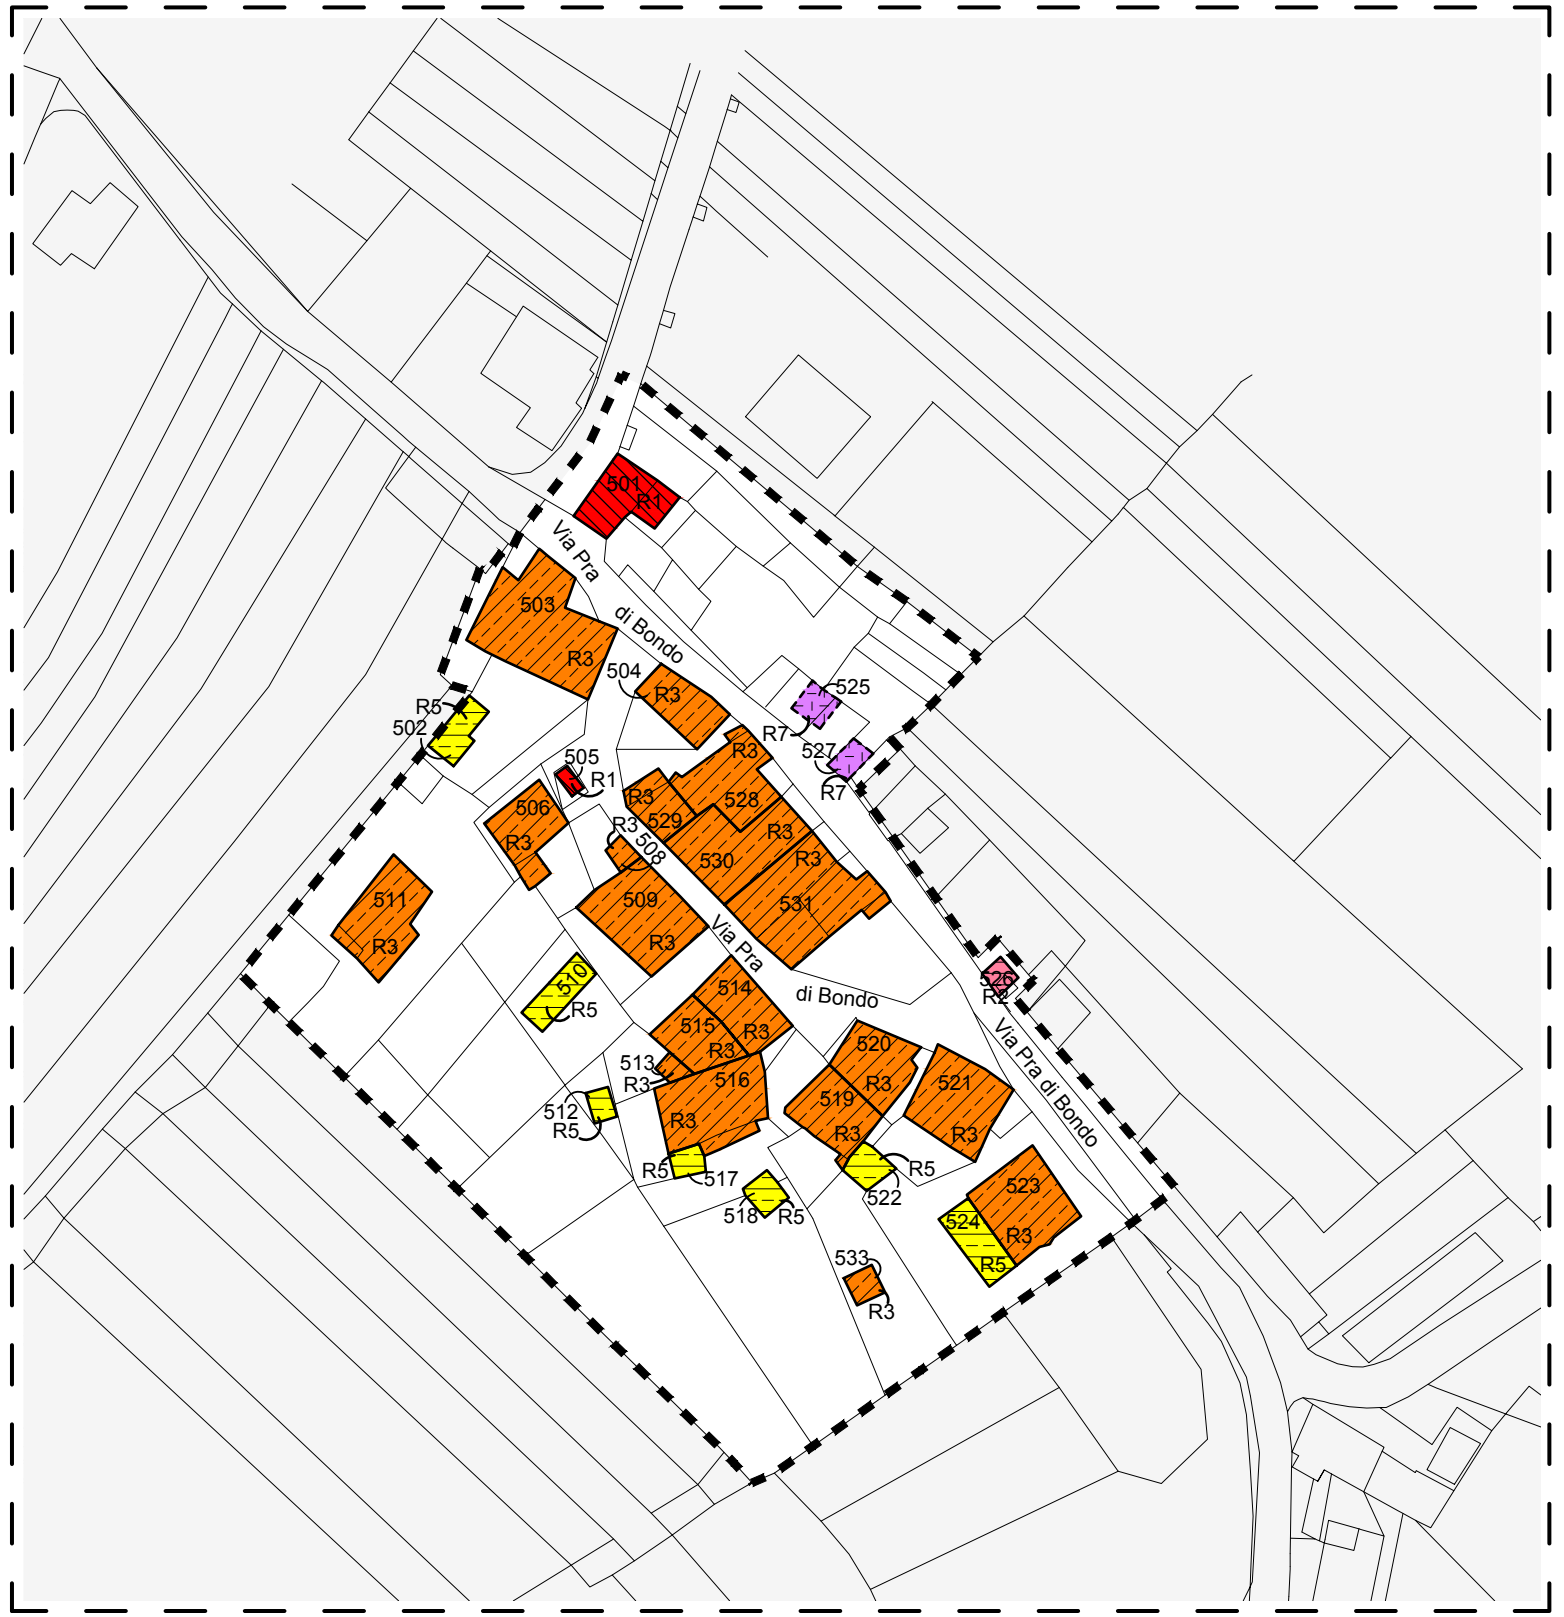 501
R1
Via Pra
503
di Bondo
R3
504
R3
525
R5
502
R7
527
R3
505
R1
R7
R3
528
506
529
R3
R3
508
R3
530
R3
511
509
531
R3
R3
Via Pra
510
526
514
di Bondo
R2
R5
515
R3
Via Pra di Bondo
520
R3
513
R3
516
R3
521
519
512
R5
R3
R3
R3
R5
R5
517
522
523
518
R5
524
R3
533
R5
R3